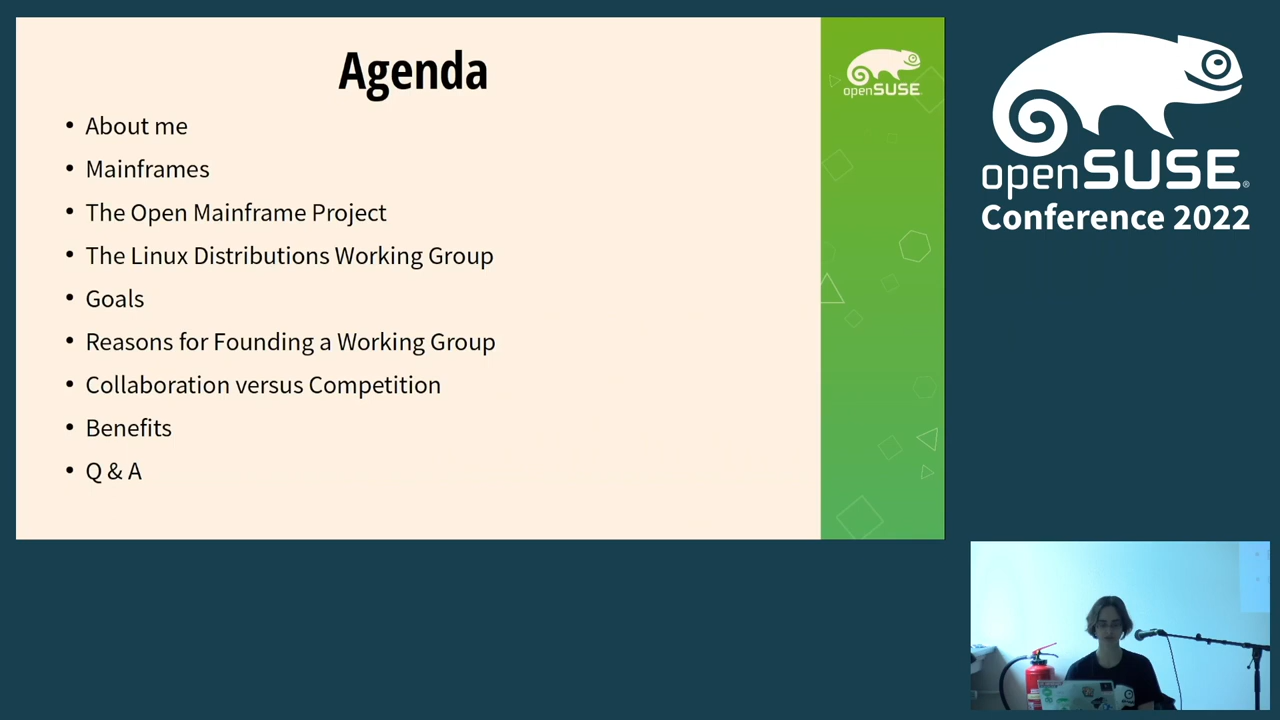 Agenda
• About me
• Mainframes
• The Open Mainframe Project
• The Linux Distributions Working Group
• Goals
• Reasons for Founding a Working Group
• Collaboration versus Competition
• Benefits
• Q & A
openSUSE
openSUSE®
Conference 2022